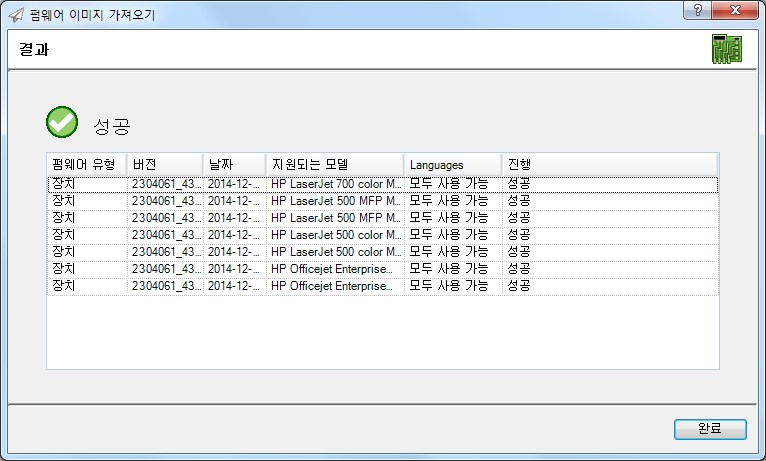 펌웨어 이미지 가져오기
결과
성공
펌웨어 유형 버전 날짜 지원되는 모델 Languages 진행
장치 2304061_43... 2014-12-... HP LaserJet 700 color M... 모두 사용 가능 성공
장치 2304061_43... 2014-12-... HP LaserJet 500 MFP M... 모두 사용 가능 성공
장치 2304061_43... 2014-12-... HP LaserJet 500 MFP M... 모두 사용 가능 성공
장치 2304061_43... 2014-12-... HP LaserJet 500 color M... 모두 사용 가능 성공
장치 2304061_43... 2014-12-... HP LaserJet 500 color M... 모두 사용 가능 성공
장치 2304061_43... 2014-12-... HP Officejet Enterprise... 모두 사용 가능 성공
장치 2304061_43... 2014-12-... HP Officejet Enterprise... 모두 사용 가능 성공
완료